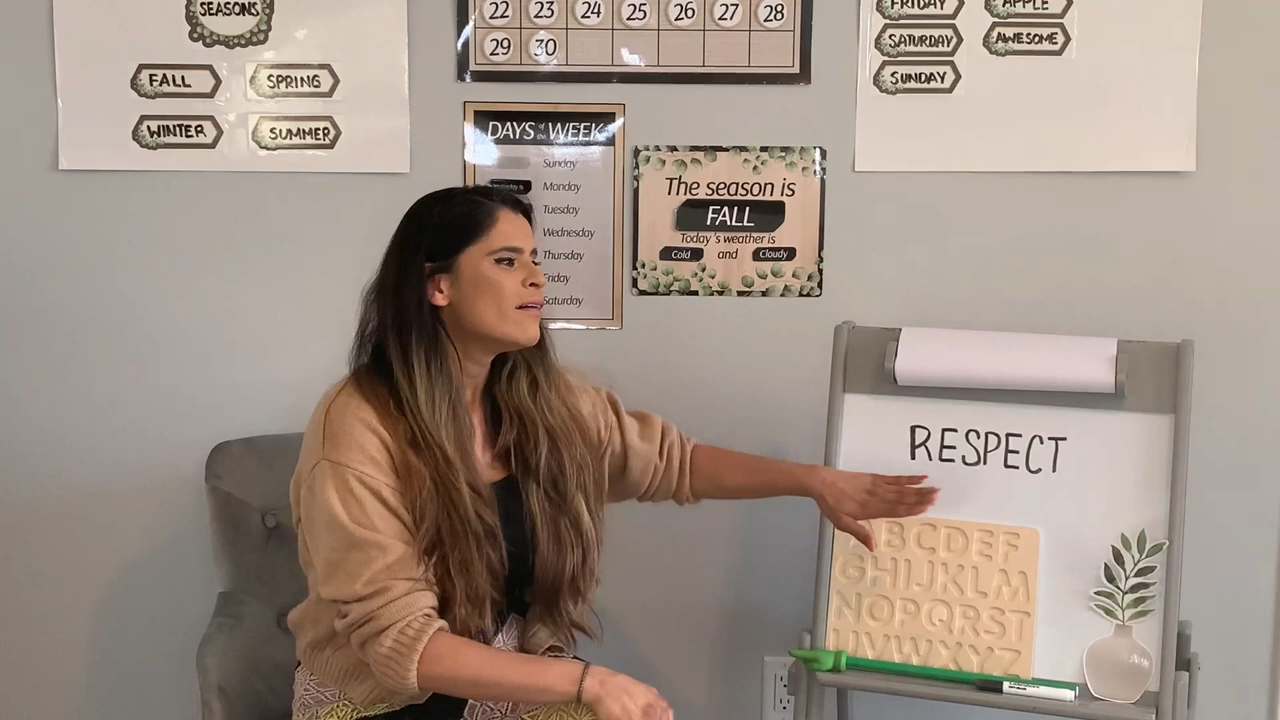 SEASONS
FALL
SPRING
WINTER
SUMMER
22 23 24 25 26 27 28
29 30
FRIDAY
APPLE
SATURDAY
AWESOME
SUNDAY
DAYS of the WEEK
Sunday
Monday
Tuesday
Wednesday
Thursday
Friday
Saturday
The season is
FALL
Today's weather is
Cold and Cloudy
RESPECT
ABCDEF
GHIJKLM
NOPQRST
UVWXYZ